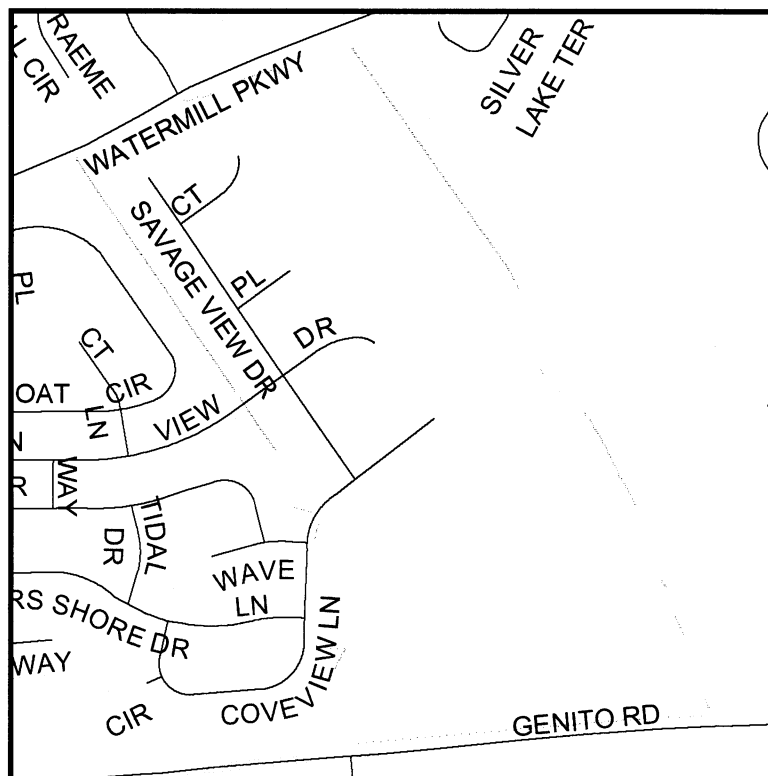 RAEME
L CIR
SILVER
LAKE TER
WATERMILL PKWY
CT
SAVAGE VIEW DR
PL
PL
DR
CT
CIR
OAT
LN
VIEW
N
R
WAY
TIDAL
DR
WAVE
LN
RS SHORE DR
WAY
COVEVIEW LN
CIR
GENITO RD